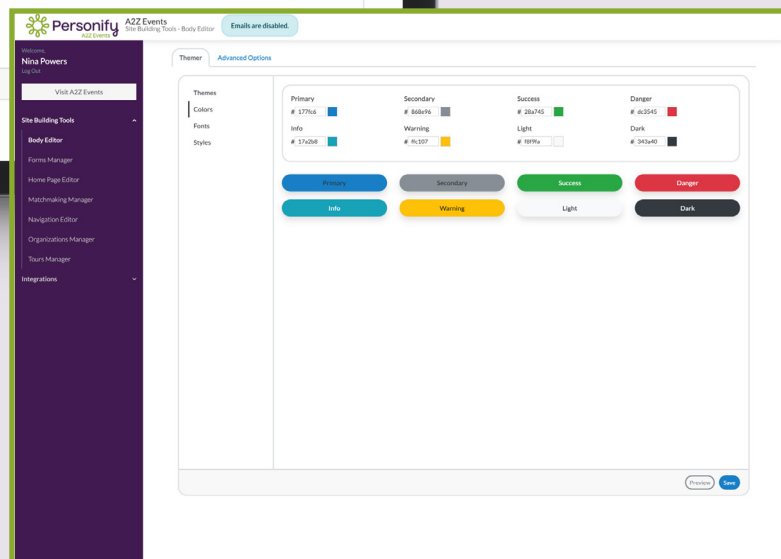 Personify
A2Z EVENTS
A2Z Events
Site Building Tools - Body Editor
Emails are disabled.
Welcome,
Nina Powers
Log Out
Visit A2Z Events
Site Building Tools
Body Editor
Forms Manager
Home Page Editor
Matchmaking Manager
Navigation Editor
Organizations Manager
Tours Manager
Integrations
Themer Advanced Options
Themes
Colors
Fonts
Styles
Primary Secondary Success Danger
# 177fc6 # 868e96 # 28a745 # dc3545
Info Warning Light Dark
# 17a2b8 # ffc107 # f8f9fa # 343a40
Primary Secondary Success Danger
Info Warning Light Dark
Preview Save